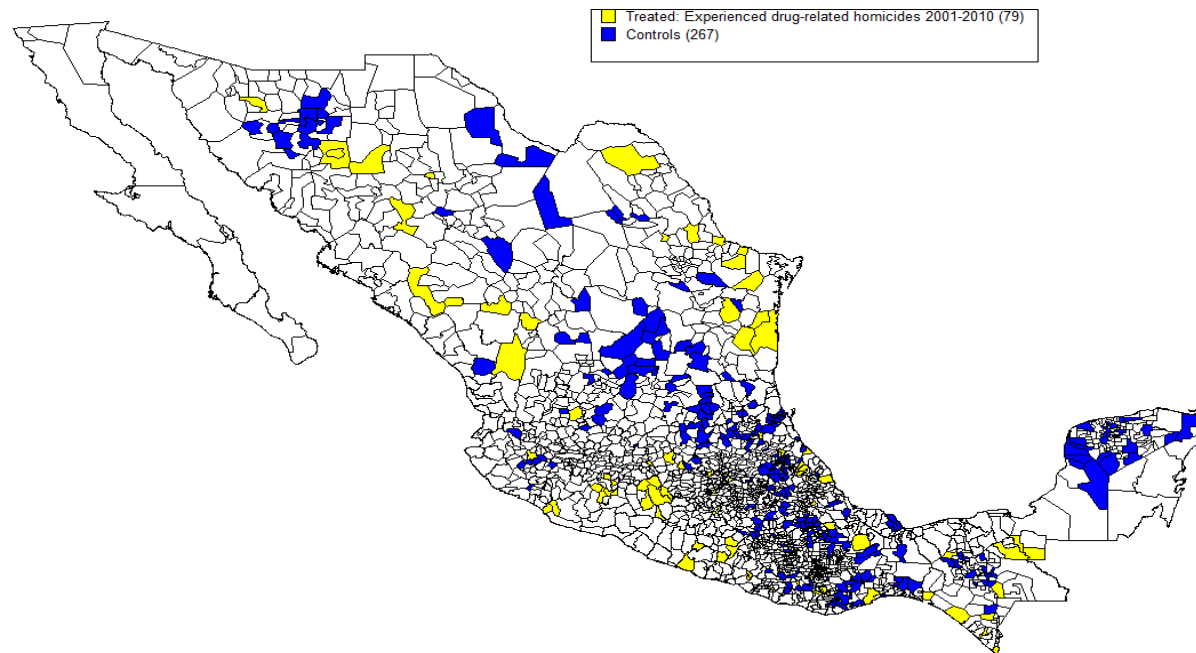 Treated: Experienced drug-related homicides 2001-2010 (79)
Controls (267)